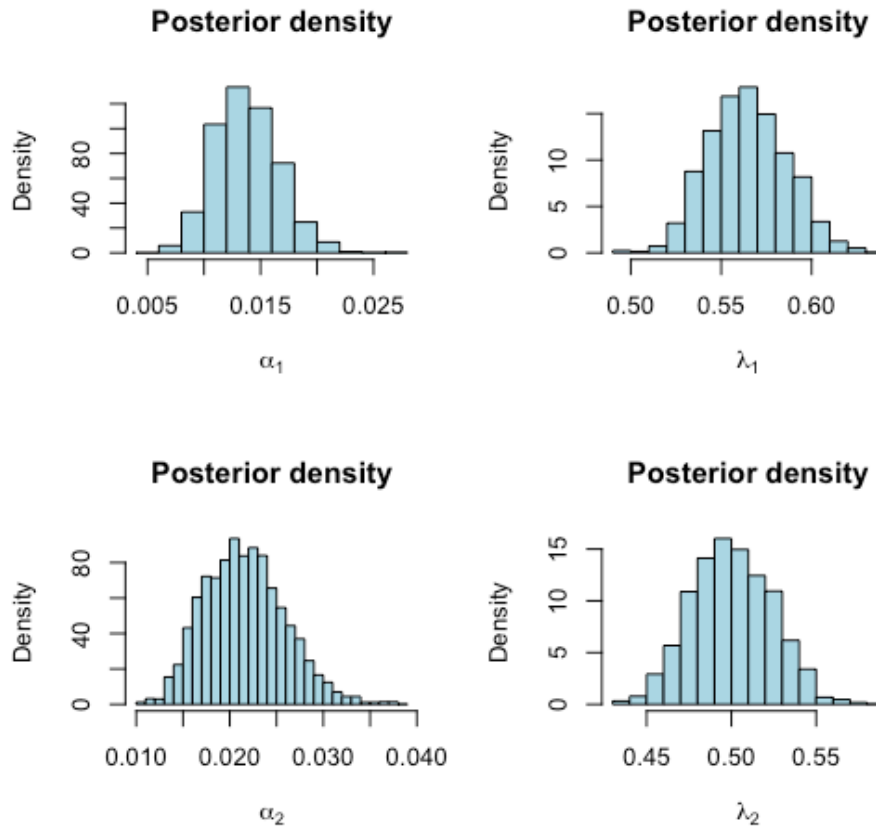 Posterior density
Density
0 40 80
0.005 0.015 0.025
α1
Posterior density
Density
0 5 10
0.50 0.55 0.60
λ1
Posterior density
Density
0 40 80
0.010 0.020 0.030 0.040
α2
Posterior density
Density
0 5 10 15
0.45 0.50 0.55
λ2